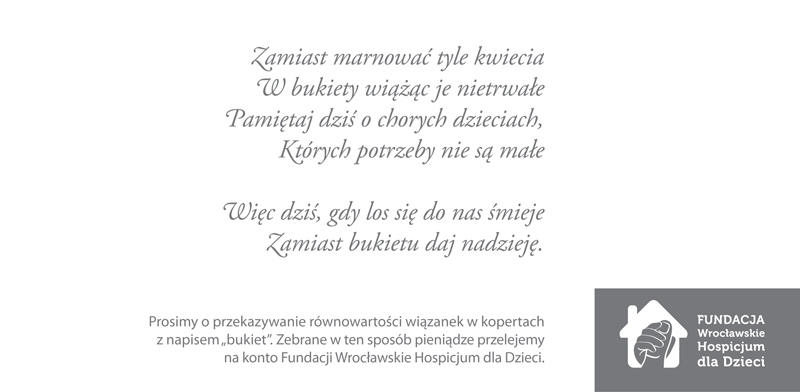 Zamiast marnować tyle kwiecia
W bukiety wiążąc je nietrwałe
Pamiętaj dziś o chorych dzieciach,
Których potrzeby nie są małe
Więc dziś, gdy los się do nas śmieje
Zamiast bukietu daj nadzieję.
Prosimy o przekazywanie równowartości wiązanek w kopertach
z napisem „bukiet”. Zebrane w ten sposób pieniądze przelejemy
na konto Fundacji Wrocławskie Hospicjum dla Dzieci.
FUNDACJA
Wrocławskie
Hospicjum
dla Dzieci